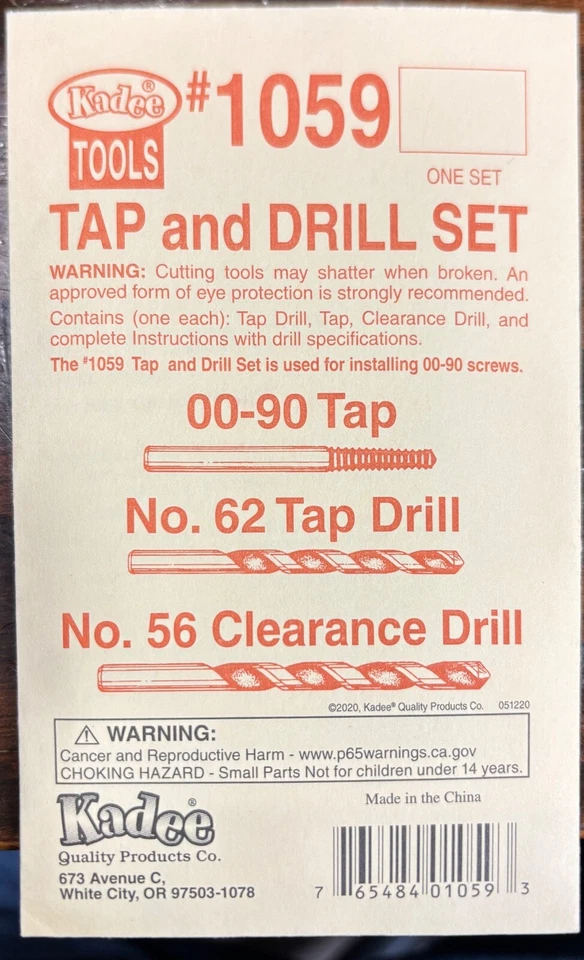 Kadee®
TOOLS
#1059
ONE SET
TAP and DRILL SET
WARNING: Cutting tools may shatter when broken. An
approved form of eye protection is strongly recommended.
Contains (one each): Tap Drill, Tap, Clearance Drill, and
complete Instructions with drill specifications.
The #1059 Tap and Drill Set is used for installing 00-90 screws.
00-90 Tap
No. 62 Tap Drill
No. 56 Clearance Drill
©2020, Kadee® Quality Products Co. 051220
⚠ WARNING:
Cancer and Reproductive Harm - www.p65warnings.ca.gov
CHOKING HAZARD - Small Parts Not for children under 14 years.
Kadee®
Quality Products Co.
673 Avenue C,
White City, OR 97503-1078
Made in the China
7 65484 01059 3